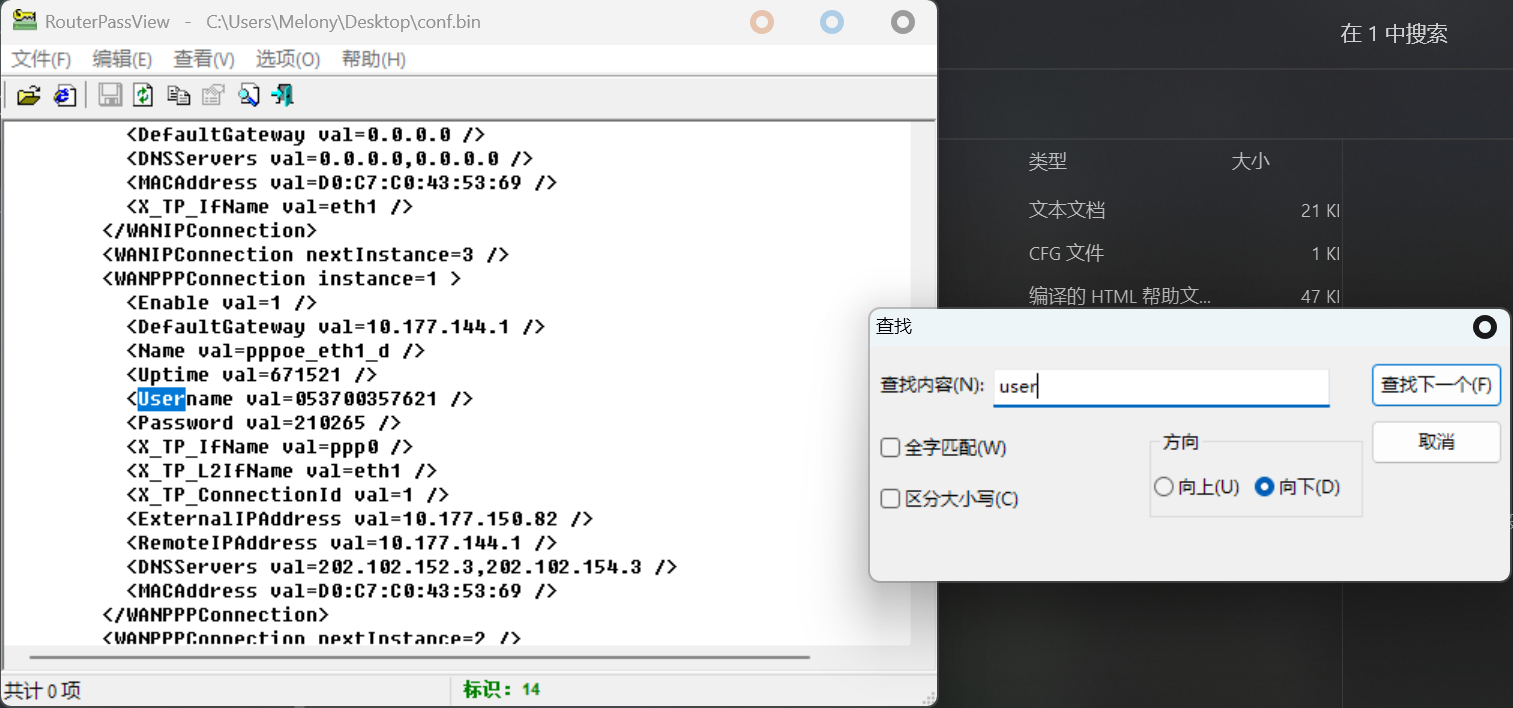 RouterPassView - C:\Users\Melony\Desktop\conf.bin
文件(F) 编辑(E) 查看(V) 选项(O) 帮助(H)
<DefaultGateway val=0.0.0.0 />
<DNSServers val=0.0.0.0,0.0.0.0 />
<MACAddress val=D0:C7:C0:43:53:69 />
<X_TP_IfName val=eth1 />
</WANIPConnection>
<WANIPConnection nextInstance=3 />
<WANPPPConnection instance=1 >
<Enable val=1 />
<DefaultGateway val=10.177.144.1 />
<Name val=pppoe_eth1_d />
<Uptime val=671521 />
<Username val=053700357621 />
<Password val=210265 />
<X_TP_IfName val=ppp0 />
<X_TP_L2IfName val=eth1 />
<X_TP_ConnectionId val=1 />
<ExternalIPAddress val=10.177.150.82 />
<RemoteIPAddress val=10.177.144.1 />
<DNSServers val=202.102.152.3,202.102.154.3 />
<MACAddress val=D0:C7:C0:43:53:69 />
</WANPPPConnection>
<WANPPPConnection nextInstance=2 />
共计 0 项
标识: 14
在 1 中搜索
类型 大小
文本文档 21 KI
CFG 文件 1 KI
编译的 HTML 帮助文... 47 KI
查找
查找内容(N): user
查找下一个(F)
取消
全字匹配(W)
区分大小写(C)
方向
向上(U) 向下(D)